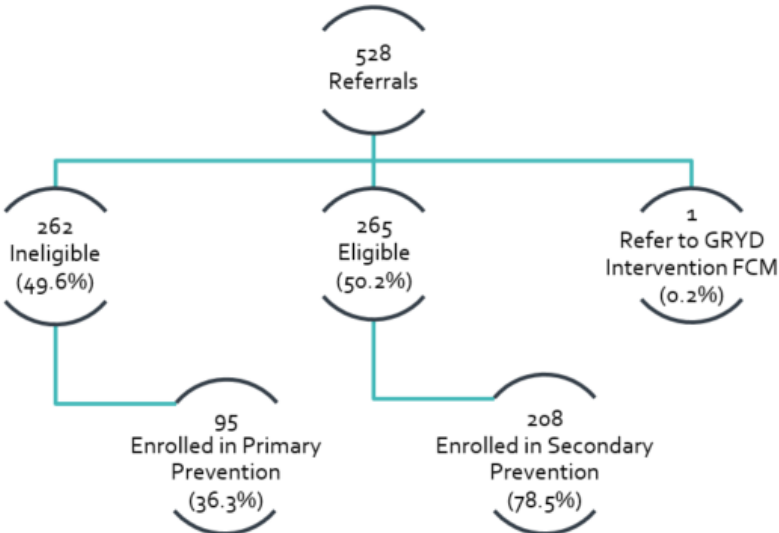 528
Referrals
262
Ineligible
(49.6%)
265
Eligible
(50.2%)
1
Refer to GRYD
Intervention FCM
(0.2%)
95
Enrolled in Primary
Prevention
(36.3%)
208
Enrolled in Secondary
Prevention
(78.5%)